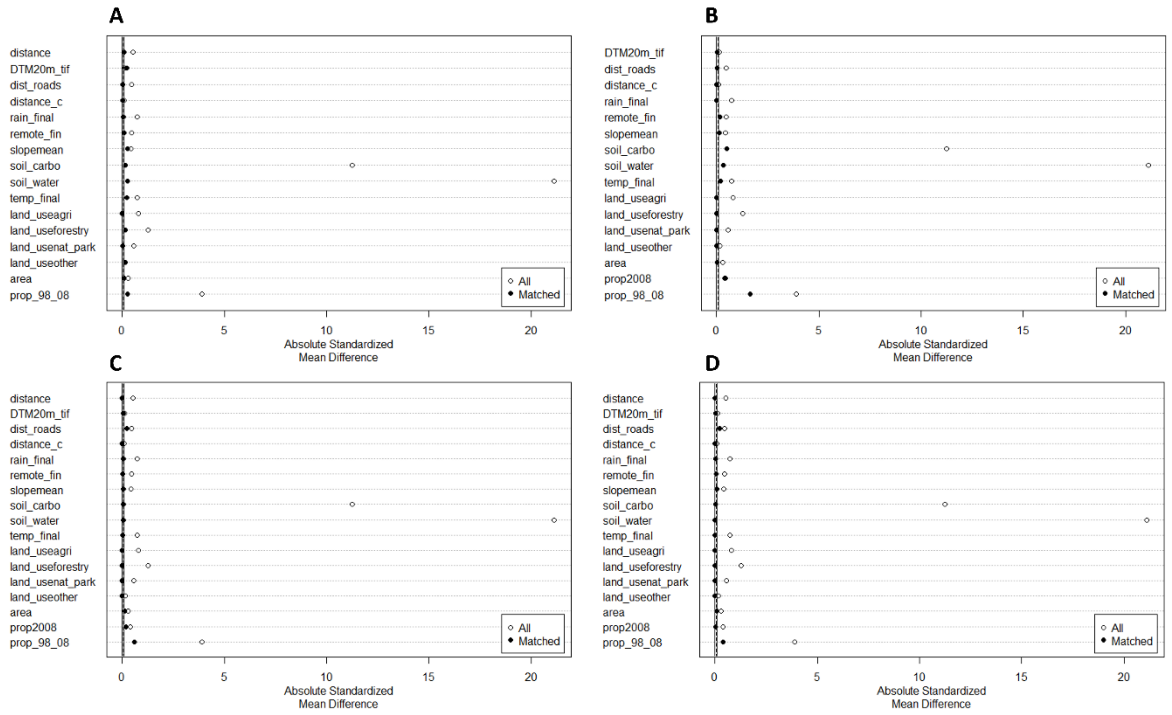 A
distance
DTM20m_tif
dist_roads
distance_c
rain_final
remote_fin
slopemean
soil_carbo
soil_water
temp_final
land_useagri
land_useforestry
land_usenat_park
land_useother
area
prop_98_08
All
Matched
0 5 10 15 20
Absolute Standardized
Mean Difference
B
DTM20m_tif
dist_roads
distance_c
rain_final
remote_fin
slopemean
soil_carbo
soil_water
temp_final
land_useagri
land_useforestry
land_usenat_park
land_useother
area
prop2008
prop_98_08
All
Matched
0 5 10 15 20
Absolute Standardized
Mean Difference
C
distance
DTM20m_tif
dist_roads
distance_c
rain_final
remote_fin
slopemean
soil_carbo
soil_water
temp_final
land_useagri
land_useforestry
land_usenat_park
land_useother
area
prop2008
prop_98_08
All
Matched
0 5 10 15 20
Absolute Standardized
Mean Difference
D
distance
DTM20m_tif
dist_roads
distance_c
rain_final
remote_fin
slopemean
soil_carbo
soil_water
temp_final
land_useagri
land_useforestry
land_usenat_park
land_useother
area
prop2008
prop_98_08
All
Matched
0 5 10 15 20
Absolute Standardized
Mean Difference